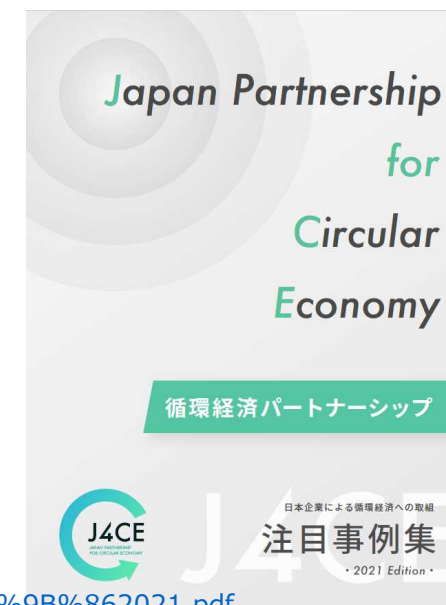 Japan Partnership
for
Circular
Economy
循環経済パートナーシップ
J4CE
日本企業による循環経済への取組
J4CE
JAPAN PARTNERSHIP
FOR CIRCULAR ECONOMY
注目事例集
・2021 Edition・
%9B%862021.pdf